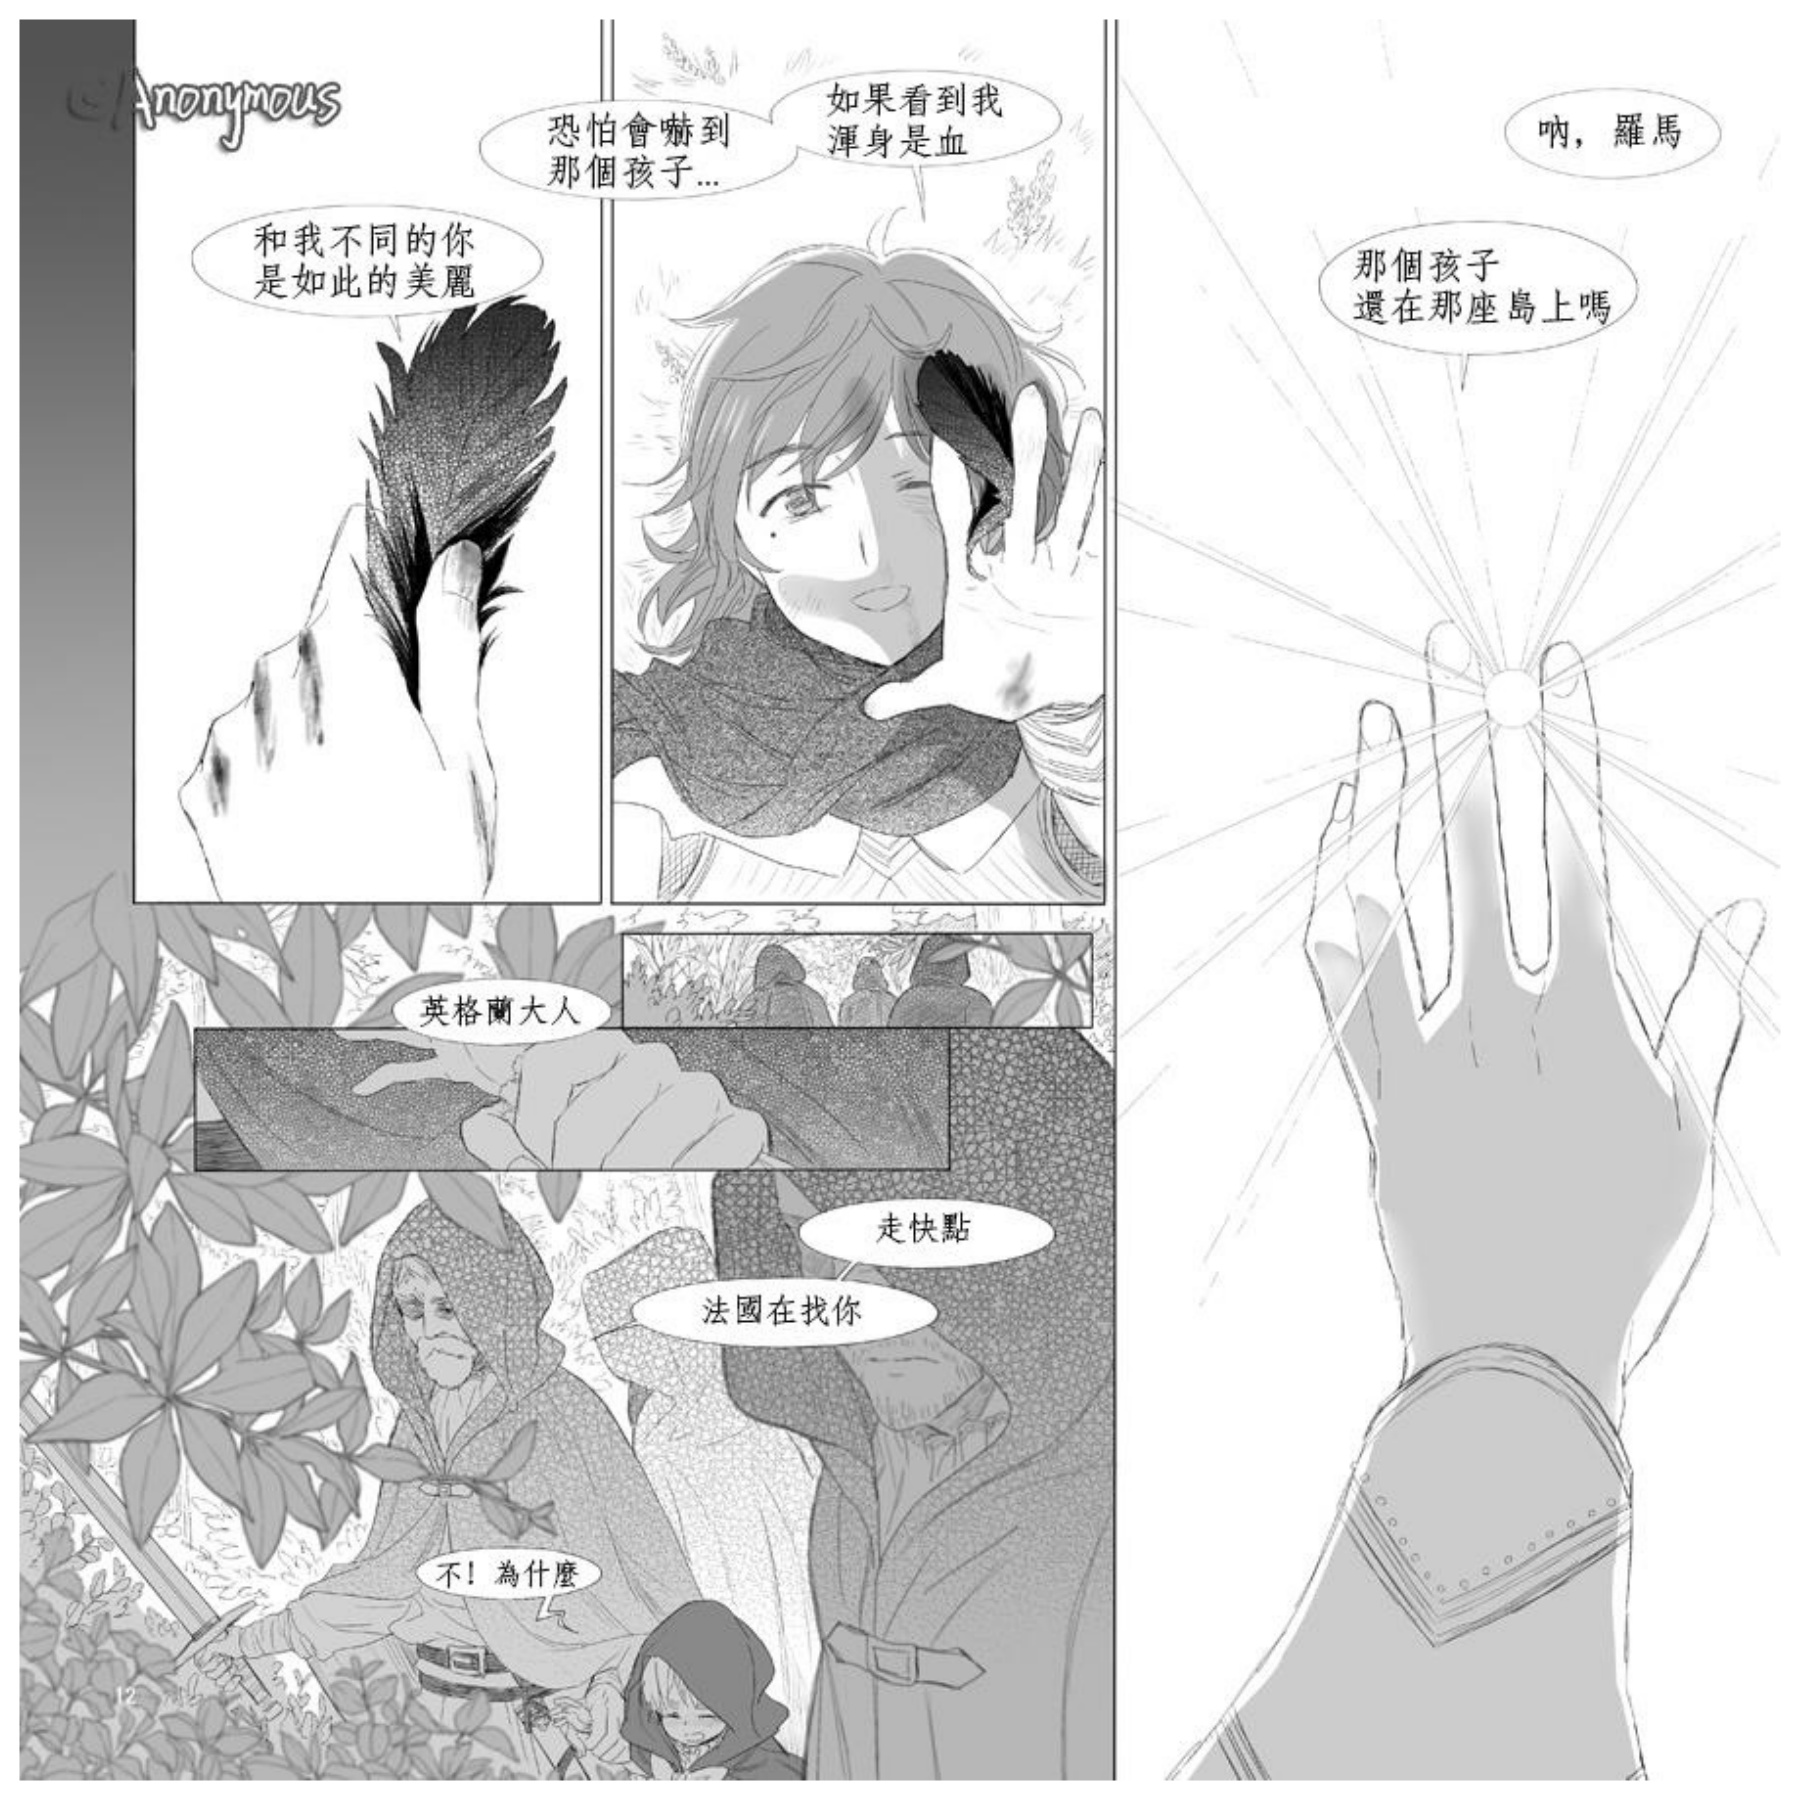 吶，羅馬
那個孩子
還在那座島上嗎
如果看到我
渾身是血
恐怕會嚇到
那個孩子…
和我不同的你
是如此的美麗
英格蘭大人
走快點
法國在找你
不！為什麼
12
©/Anonymous